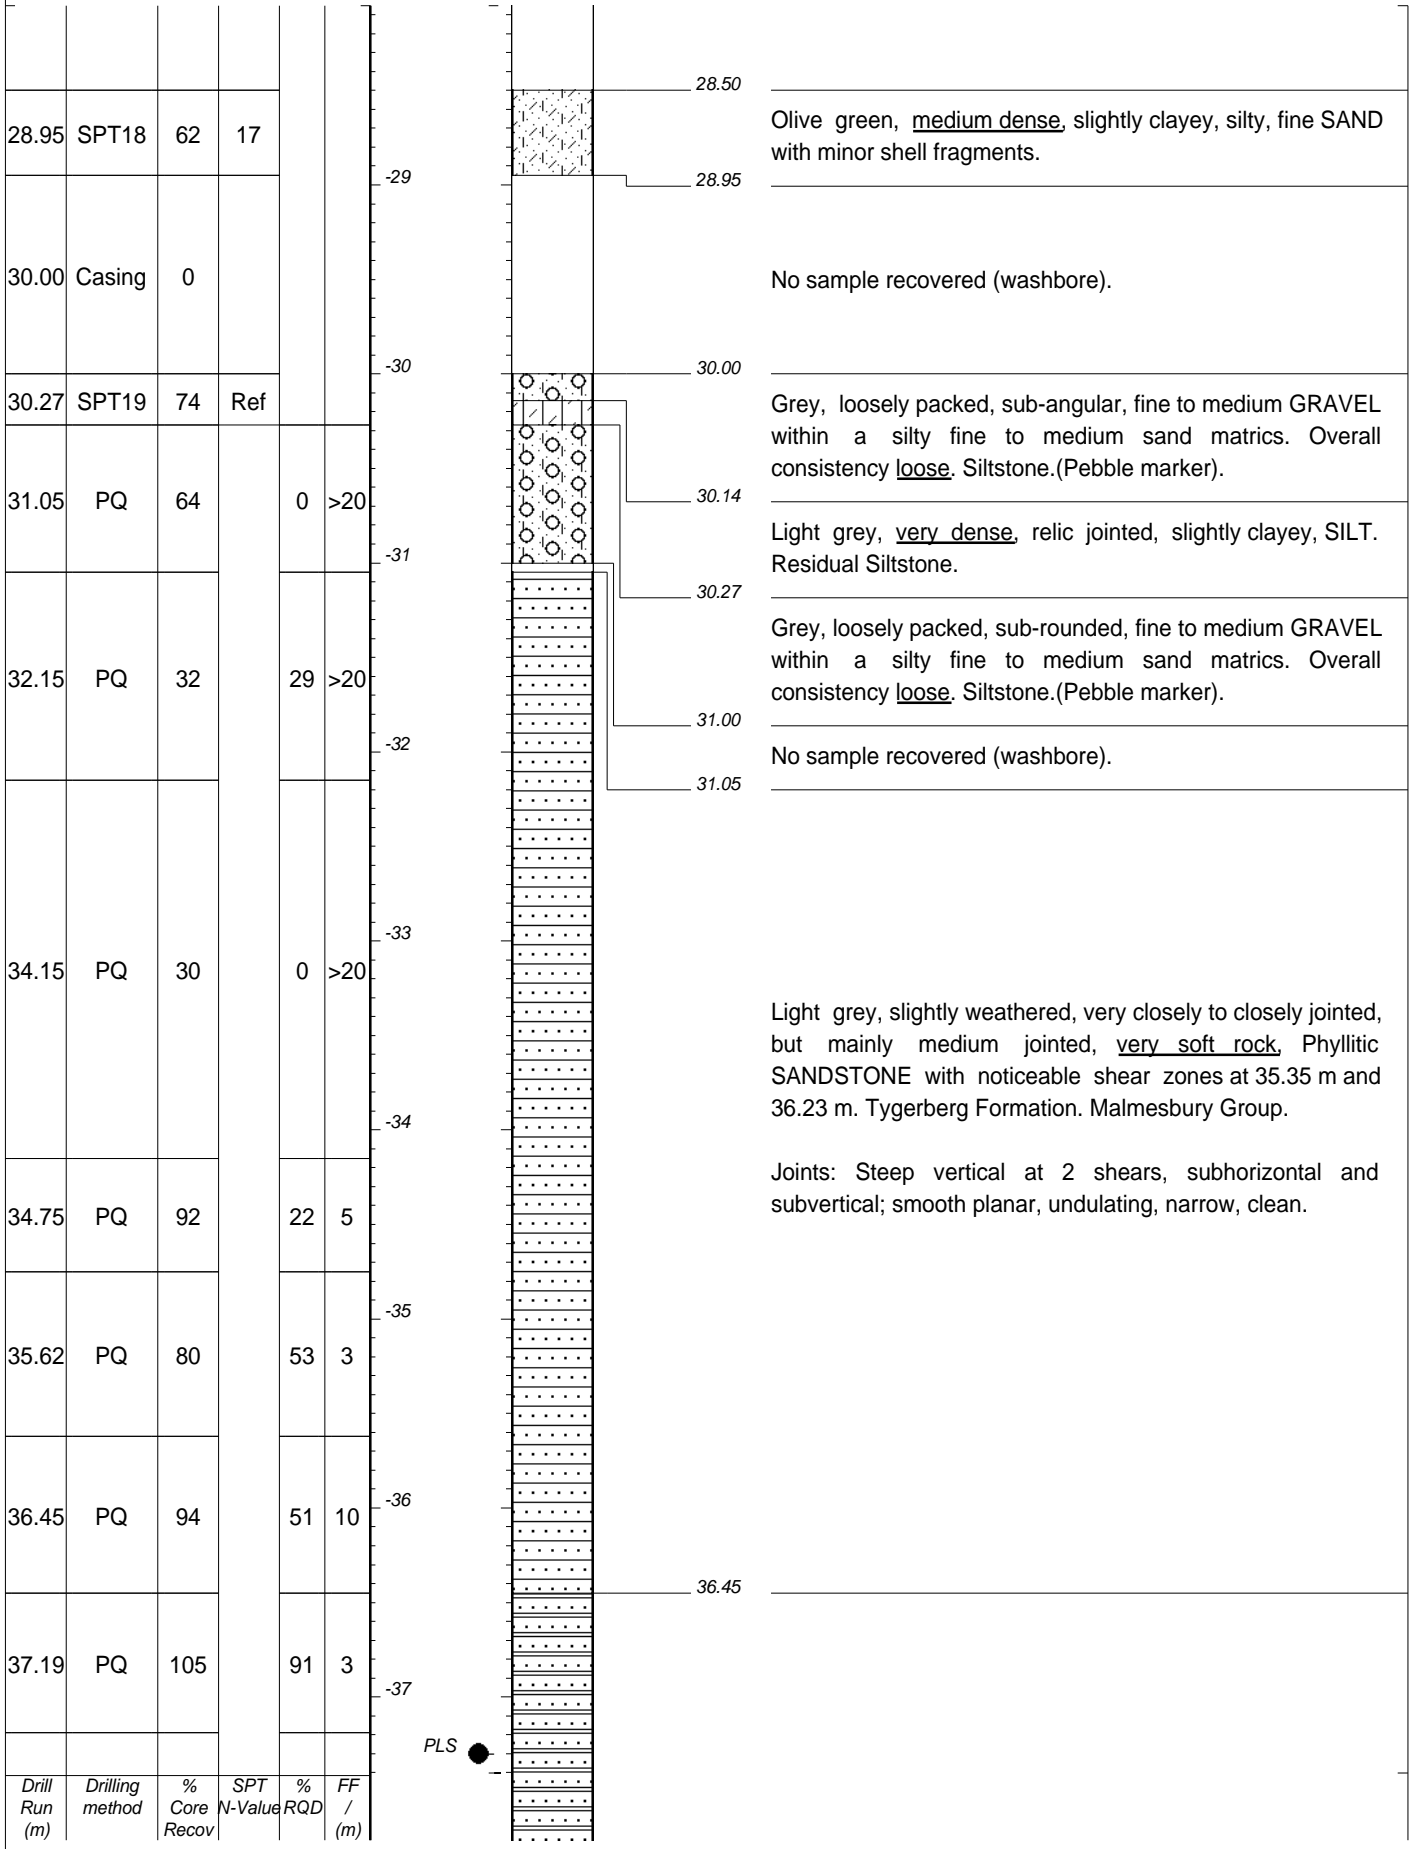 28.50
28.95 SPT18 62 17
Olive green, medium dense, slightly clayey, silty, fine SAND
with minor shell fragments.
-29
28.95
30.00 Casing 0
No sample recovered (washbore).
-30
30.00
30.27 SPT19 74 Ref
Grey, loosely packed, sub-angular, fine to medium GRAVEL
within a silty fine to medium sand matrics. Overall
consistency loose. Siltstone.(Pebble marker).
30.14
31.05 PQ 64 0 >20
Light grey, very dense, relic jointed, slightly clayey, SILT.
Residual Siltstone.
-31
30.27
Grey, loosely packed, sub-rounded, fine to medium GRAVEL
within a silty fine to medium sand matrics. Overall
consistency loose. Siltstone.(Pebble marker).
32.15 PQ 32 29 >20
31.00
-32
No sample recovered (washbore).
31.05
-33
34.15 PQ 30 0 >20
Light grey, slightly weathered, very closely to closely jointed,
but mainly medium jointed, very soft rock, Phyllitic
SANDSTONE with noticeable shear zones at 35.35 m and
36.23 m. Tygerberg Formation. Malmesbury Group.
-34
Joints: Steep vertical at 2 shears, subhorizontal and
subvertical; smooth planar, undulating, narrow, clean.
34.75 PQ 92 22 5
-35
35.62 PQ 80 53 3
-36
36.45 PQ 94 51 10
36.45
37.19 PQ 105 91 3
-37
PLS
Drill Drilling % SPT % FF
Run method Core N-Value RQD /
(m) Recov (m)